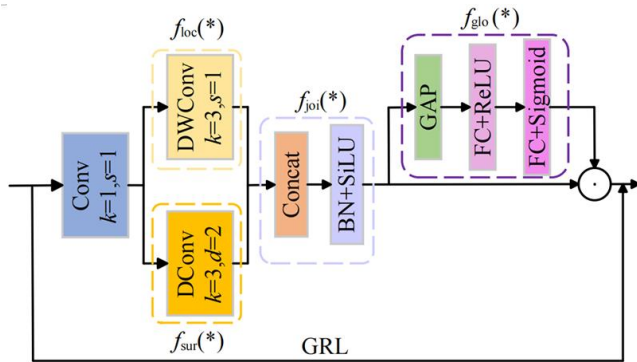 f_loc(*)
f_glo(*)
DWConv
k=3,s=1
f_joi(*)
GAP
FC+ReLU
FC+Sigmoid
Conv
k=1,s=1
Concat
BN+SiLU
DConv
k=3,d=2
f_sur(*)
GRL